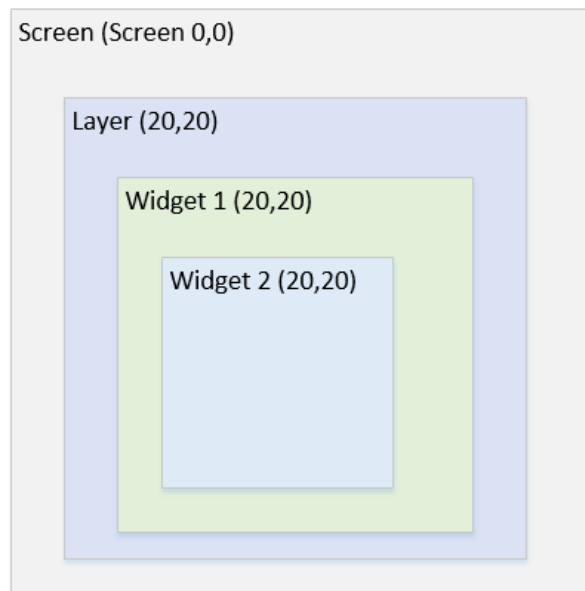 Screen (Screen 0,0)
Layer (20,20)
Widget 1 (20,20)
Widget 2 (20,20)